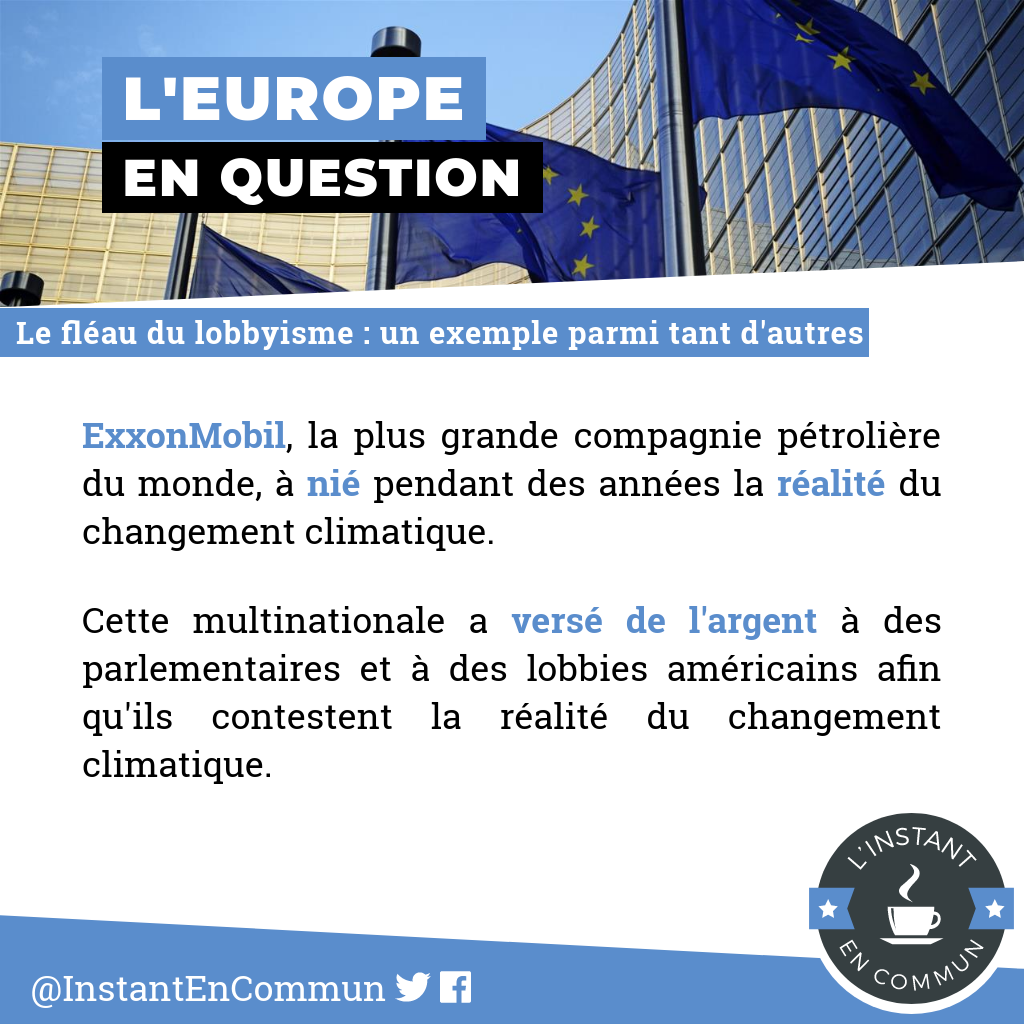 L'EUROPE
EN QUESTION
Le fléau du lobbyisme : un exemple parmi tant d'autres
ExxonMobil, la plus grande compagnie pétrolière
du monde, à nié pendant des années la réalité du
changement climatique.
Cette multinationale a versé de l'argent à des
parlementaires et à des lobbies américains afin
qu'ils contestent la réalité du changement
climatique.
L'INSTANT
EN COMMUN
@InstantEnCommun